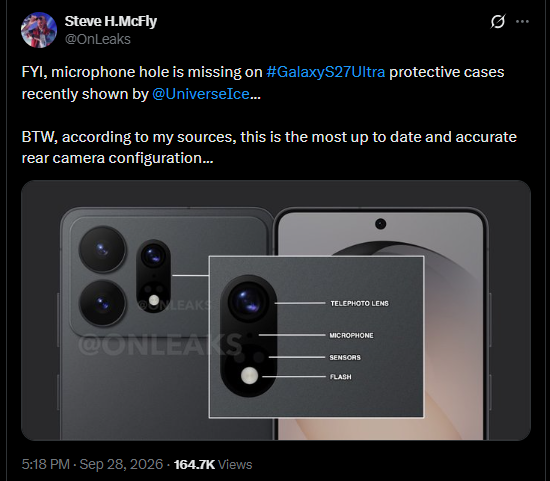 Steve H.McFly
@OnLeaks
FYI, microphone hole is missing on #GalaxyS27Ultra protective cases
recently shown by @UniverseIce...
BTW, according to my sources, this is the most up to date and accurate
rear camera configuration...
@ONLEAKS
@ONLEAKS
TELEPHOTO LENS
MICROPHONE
SENSORS
FLASH
5:18 PM · Sep 28, 2026 · 164.7K Views